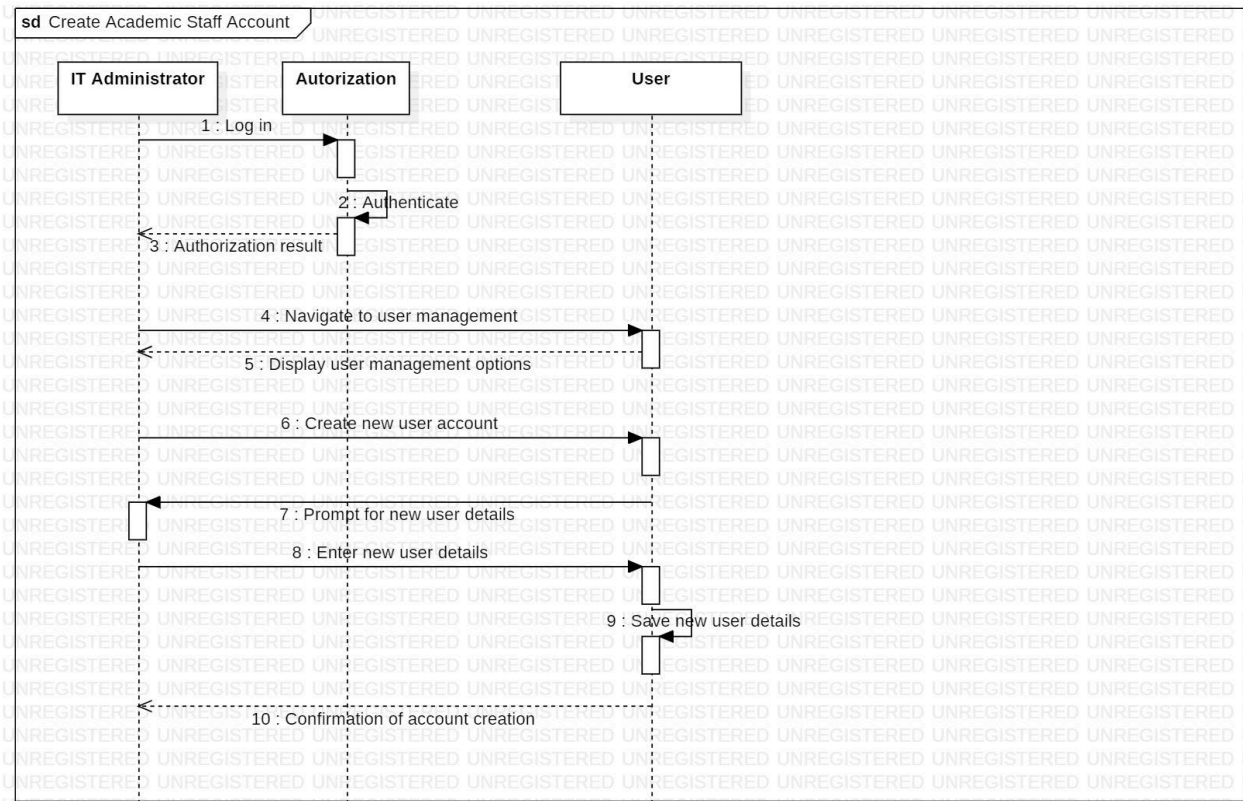 sd Create Academic Staff Account
IT Administrator
Autorization
User
1 : Log in
2 : Authenticate
3 : Authorization result
4 : Navigate to user management
5 : Display user management options
6 : Create new user account
7 : Prompt for new user details
8 : Enter new user details
9 : Save new user details
10 : Confirmation of account creation
UNREGISTERED